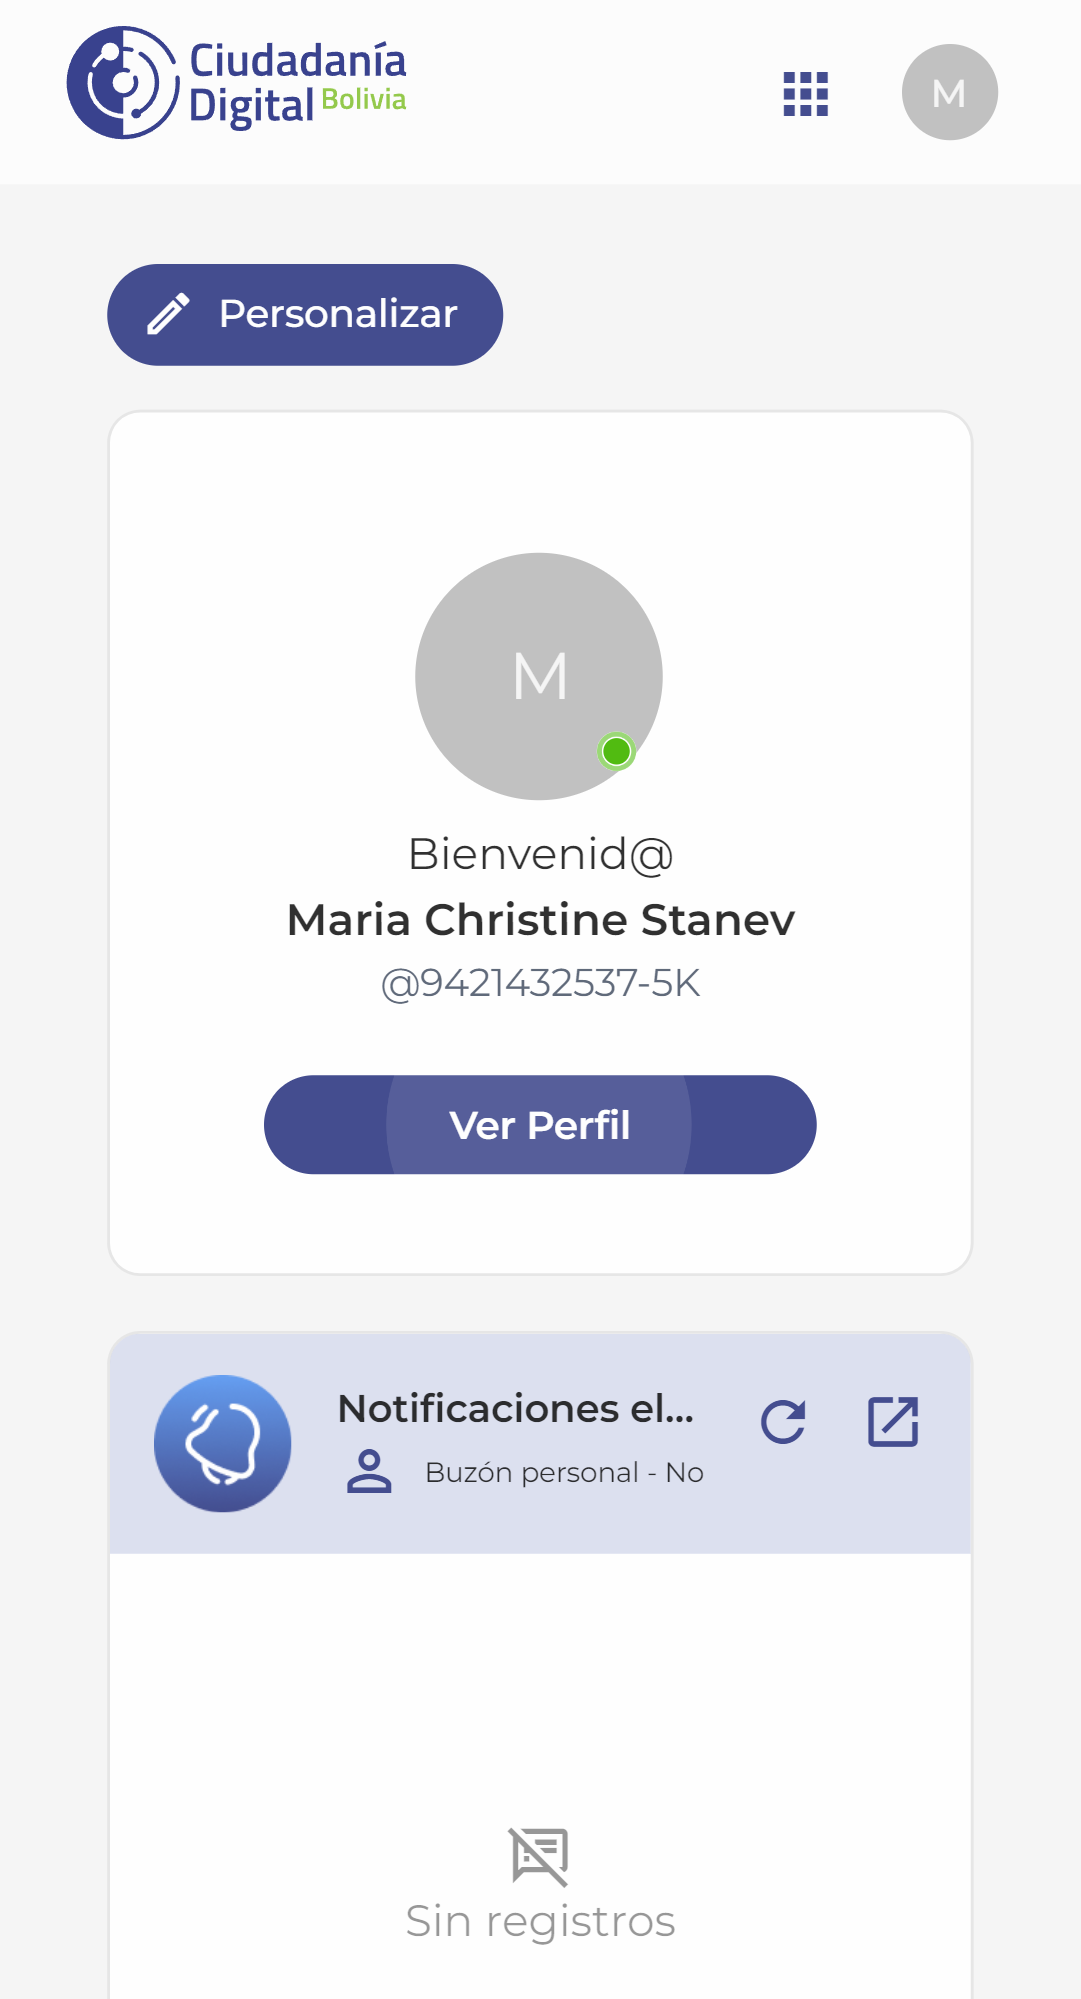 Ciudadanía
Digital Bolivia
M
Personalizar
M
Bienvenid@
Maria Christine Stanev
@9421432537-5K
Ver Perfil
Notificaciones el...
Buzón personal - No
Sin registros